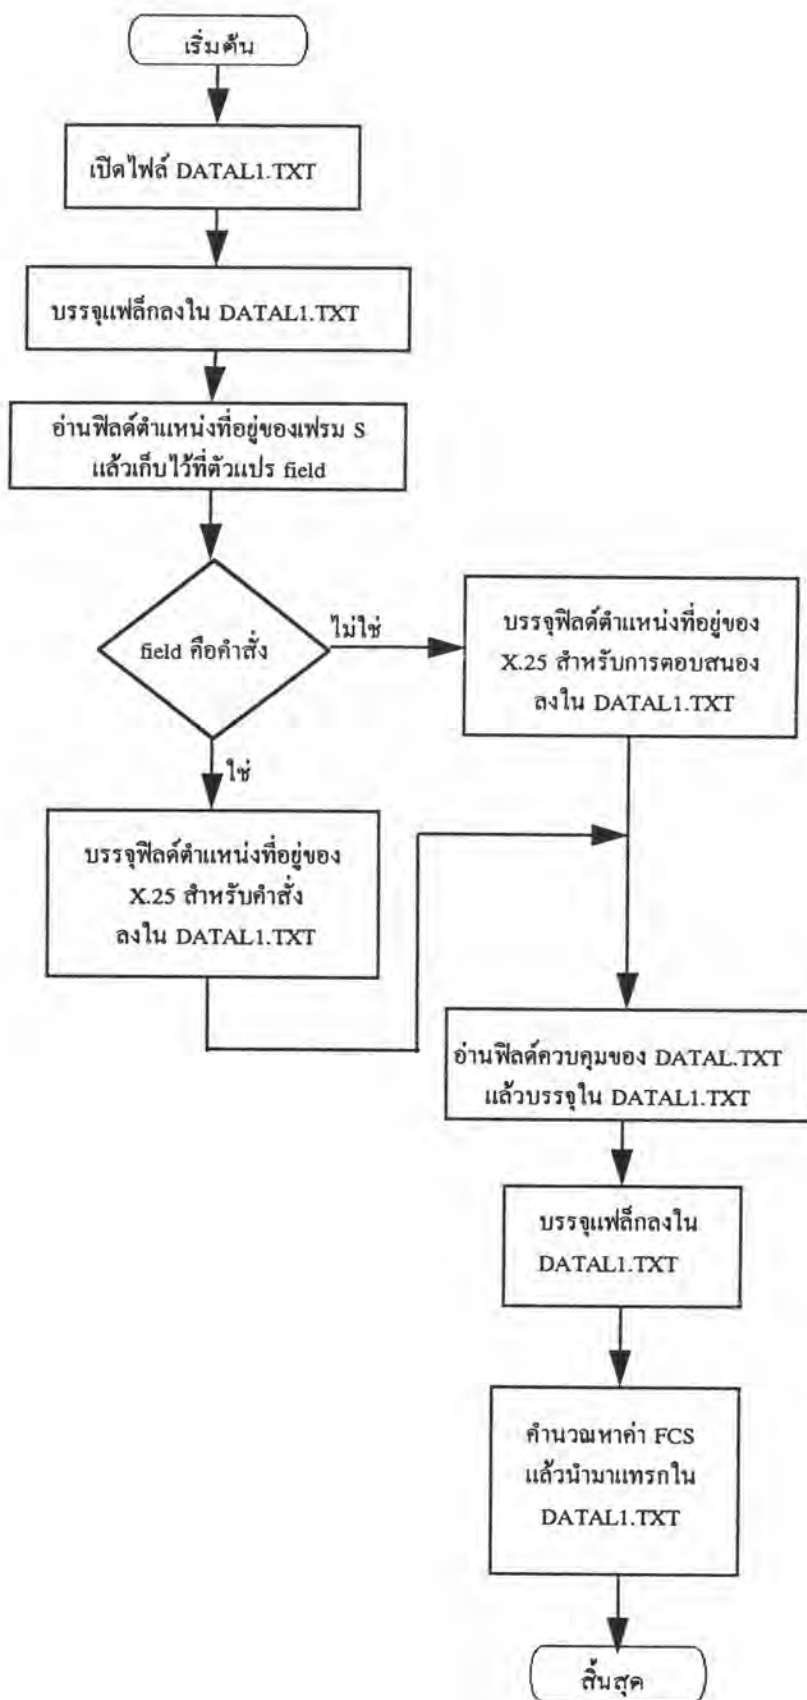 เริ่มต้น
เปิดไฟล์ DATAL1.TXT
บรรจุแฟล็กลงใน DATAL1.TXT
อ่านฟิลด์ตำแหน่งที่อยู่ของเฟรม S
แล้วเก็บไว้ที่ตัวแปร field
field คือคำสั่ง
ไม่ใช่
บรรจุฟิลด์ตำแหน่งที่อยู่ของ
X.25 สำหรับการตอบสนอง
ลงใน DATAL1.TXT
ใช่
บรรจุฟิลด์ตำแหน่งที่อยู่ของ
X.25 สำหรับคำสั่ง
ลงใน DATAL1.TXT
อ่านฟิลด์ควบคุมของ DATAL.TXT
แล้วบรรจุใน DATAL1.TXT
บรรจุแฟล็กลงใน
DATAL1.TXT
คำนวณหาค่า FCS
แล้วนำมาแทรกใน
DATAL1.TXT
สิ้นสุด